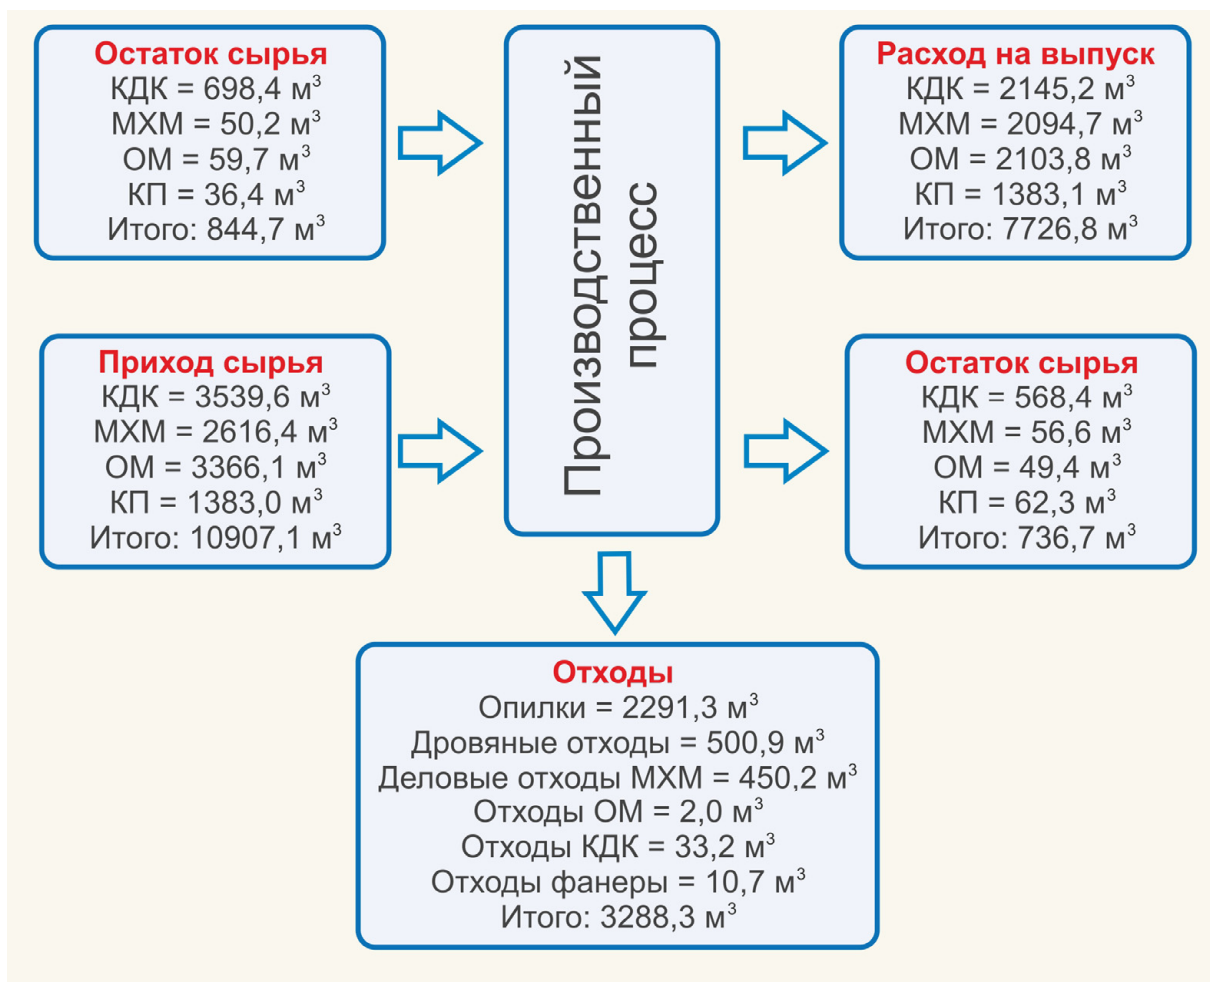 Остаток сырья
КДК = 698,4 м³
МХМ = 50,2 м³
ОМ = 59,7 м³
КП = 36,4 м³
Итого: 844,7 м³
Приход сырья
КДК = 3539,6 м³
МХМ = 2616,4 м³
ОМ = 3366,1 м³
КП = 1383,0 м³
Итого: 10907,1 м³
Производственный
процесс
Расход на выпуск
КДК = 2145,2 м³
МХМ = 2094,7 м³
ОМ = 2103,8 м³
КП = 1383,1 м³
Итого: 7726,8 м³
Остаток сырья
КДК = 568,4 м³
МХМ = 56,6 м³
ОМ = 49,4 м³
КП = 62,3 м³
Итого: 736,7 м³
Отходы
Опилки = 2291,3 м³
Дровяные отходы = 500,9 м³
Деловые отходы МХМ = 450,2 м³
Отходы ОМ = 2,0 м³
Отходы КДК = 33,2 м³
Отходы фанеры = 10,7 м³
Итого: 3288,3 м³